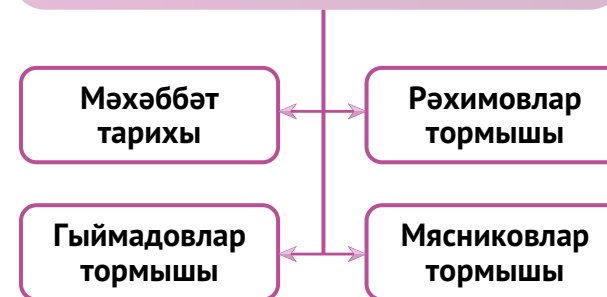 Мәхәббәт
тарихы
Рәхимовлар
тормышы
Гыймадовлар
тормышы
Мясниковлар
тормышы